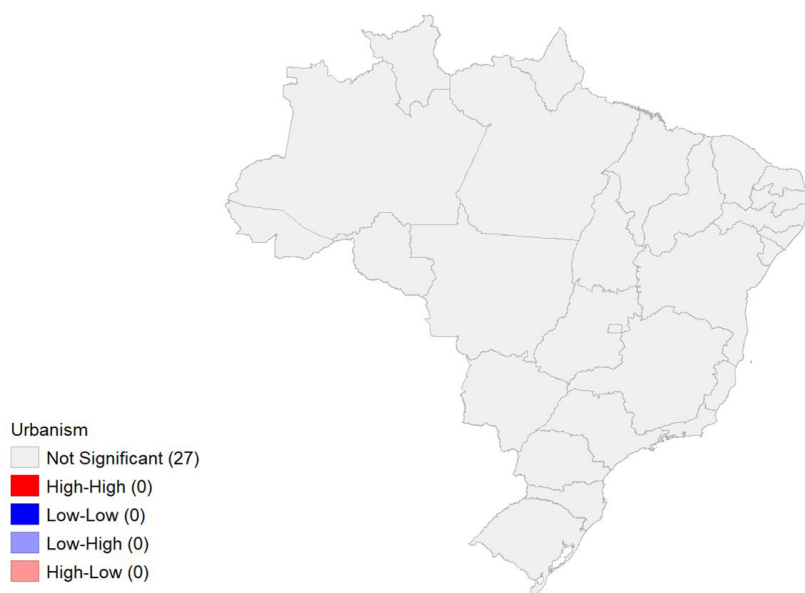 Urbanism
Not Significant (27)
High-High (0)
Low-Low (0)
Low-High (0)
High-Low (0)